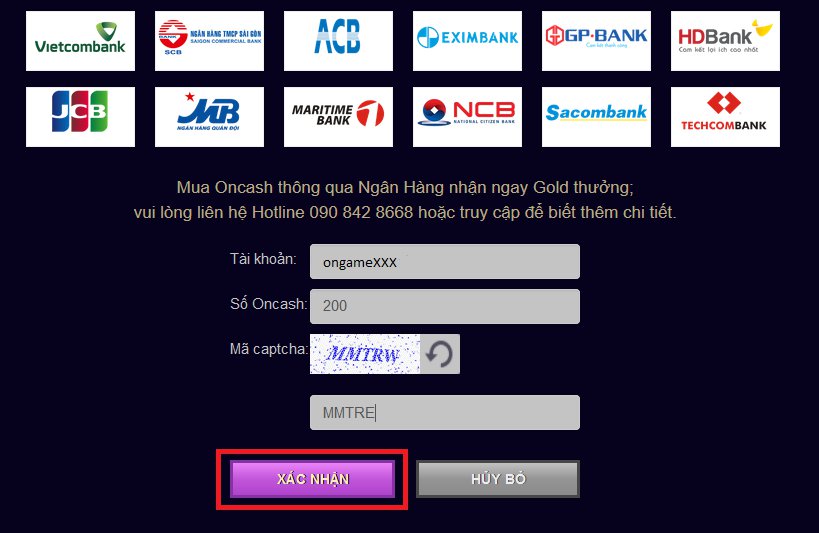 Vietcombank
SCB
NGÂN HÀNG TMCP SÀI GÒN
SAIGON COMMERCIAL BANK
ACB
EXIMBANK
GP·BANK
Cam kết thành công
HDBank
Cam kết lợi ích cao nhất
JCB
MB
NGÂN HÀNG QUÂN ĐỘI
MARITIME BANK
NCB
NATIONAL CITIZEN BANK
Sacombank
TECHCOMBANK
Mua Oncash thông qua Ngân Hàng nhận ngay Gold thưởng;
vui lòng liên hệ Hotline 090 842 8668 hoặc truy cập để biết thêm chi tiết.
Tài khoản: ongameXXX
Số Oncash: 200
Mã captcha: MMTRW
MMTRE
XÁC NHẬN HỦY BỎ